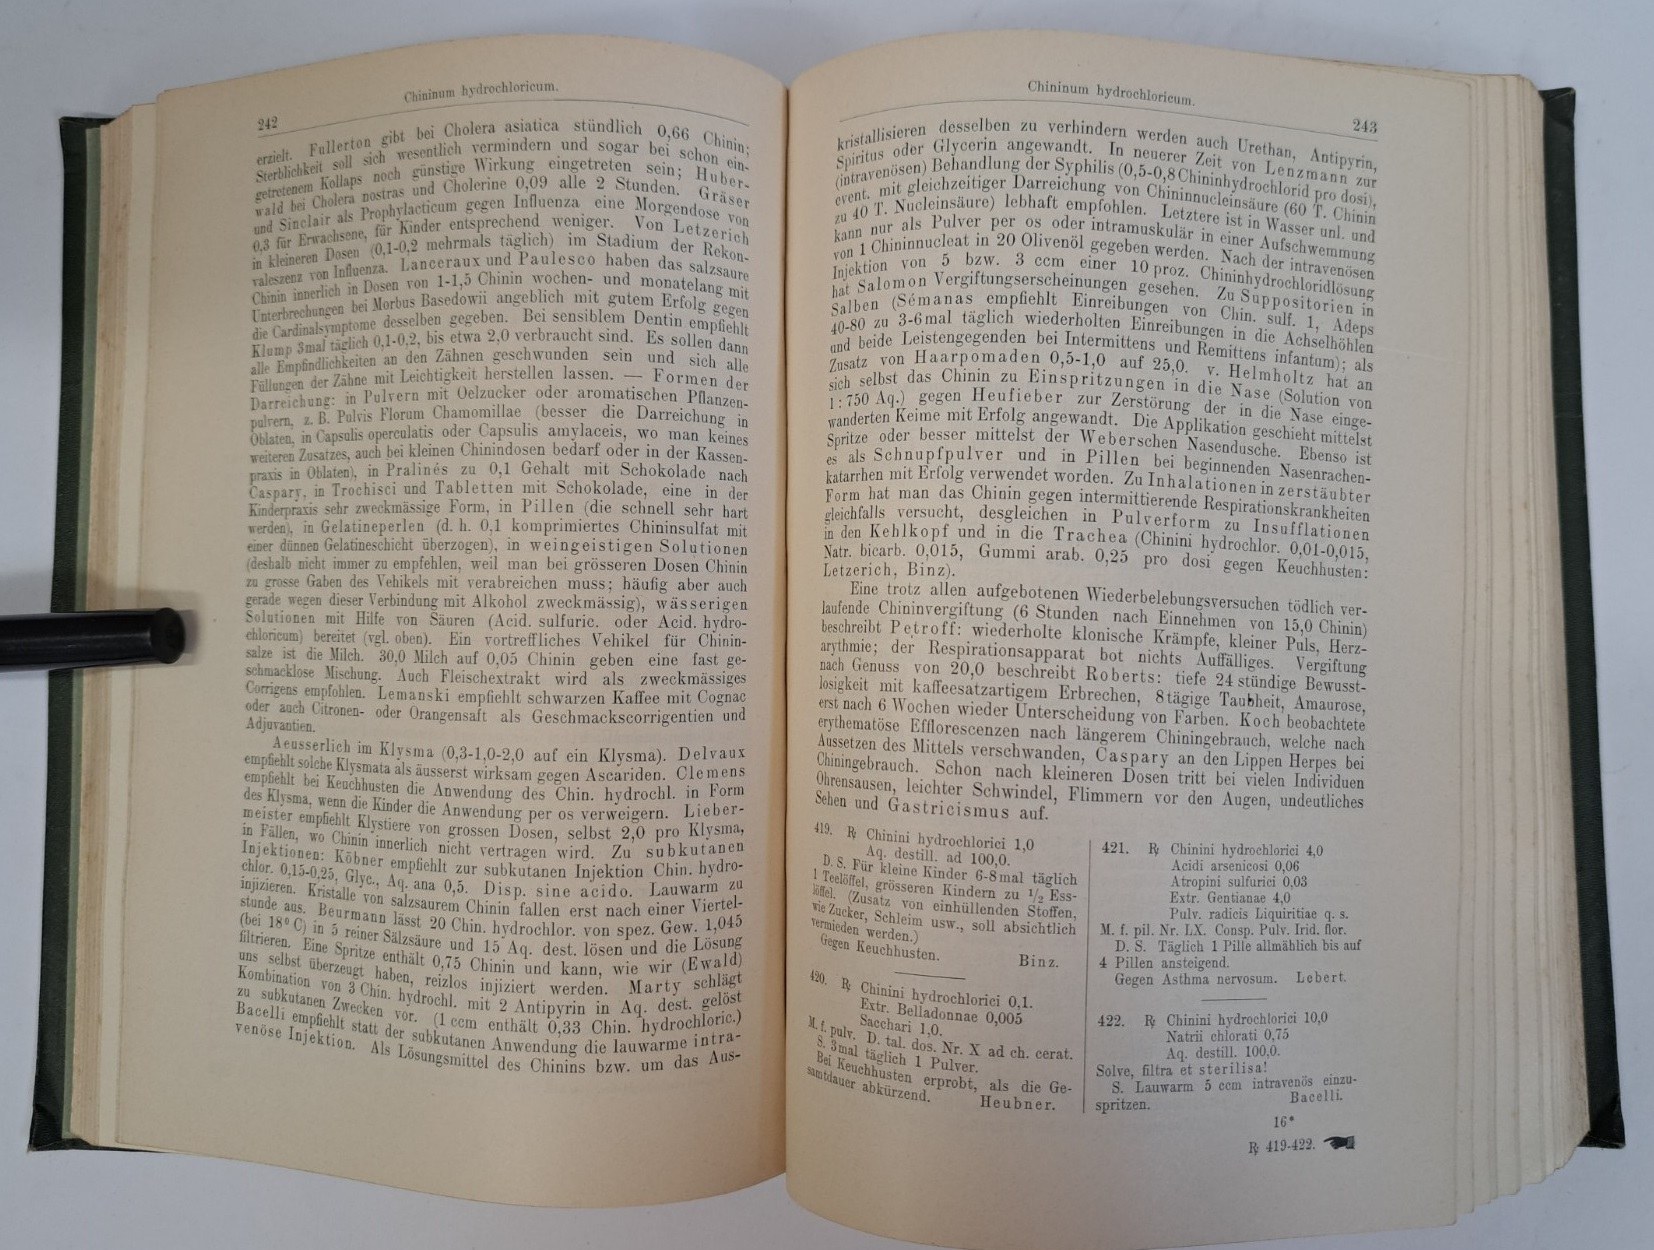 Chininum hydrochloricum.
242
erzielt. Fullerton gibt bei Cholera asiatica stündlich 0,66 Chinin;
Sterblichkeit soll sich wesentlich vermindern und sogar bei schon ein-
getretenem Kollaps noch günstige Wirkung eingetreten sein; Huber-
wald bei Cholera nostras und Cholerine 0,09 alle 2 Stunden. Gräser
und Sinclair als Prophylacticum gegen Influenza eine Morgendose von
0,3 für Erwachsene, für Kinder entsprechend weniger. Von Letzerich
in kleineren Dosen (0,1-0,2 mehrmals täglich) im Stadium der Rekon-
valeszenz von Influenza. Lanceraux und Paulesco haben das salzsaure
Chinin innerlich in Dosen von 1-1,5 Chinin wochen- und monatelang mit
Unterbrechungen bei Morbus Basedowii angeblich mit gutem Erfolg gegen
die Cardinalsymptome desselben gegeben. Bei sensiblem Dentin empfiehlt
Klump 3mal täglich 0,1-0,2, bis etwa 2,0 verbraucht sind. Es sollen dann
alle Empfindlichkeiten an den Zähnen geschwunden sein und sich alle
Füllungen der Zähne mit Leichtigkeit herstellen lassen. — Formen der
Darreichung: in Pulvern mit Oelzucker oder aromatischen Pflanzen-
pulvern, z. B. Pulvis Florum Chamomillae (besser die Darreichung in
Oblaten, in Capsulis operculatis oder Capsulis amylaceis, wo man keines
weiteren Zusatzes, auch bei kleinen Chinindosen bedarf oder in der Kassen-
praxis in Oblaten), in Pralinés zu 0,1 Gehalt mit Schokolade nach
Caspary, in Trochisci und Tabletten mit Schokolade, eine in der
Kinderpraxis sehr zweckmässige Form, in Pillen (die schnell sehr hart
werden), in Gelatineperlen (d. h. 0,1 komprimiertes Chininsulfat mit
einer dünnen Gelatineschicht überzogen), in weingeistigen Solutionen
(deshalb nicht immer zu empfehlen, weil man bei grösseren Dosen Chinin
zu grosse Gaben des Vehikels mit verabreichen muss; häufig aber auch
gerade wegen dieser Verbindung mit Alkohol zweckmässig), wässerigen
Solutionen mit Hilfe von Säuren (Acid. sulfuric. oder Acid. hydro-
chloricum) bereitet (vgl. oben). Ein vortreffliches Vehikel für Chinin-
salze ist die Milch. 30,0 Milch auf 0,05 Chinin geben eine fast ge-
schmacklose Mischung. Auch Fleischextrakt wird als zweckmässiges
Corrigens empfohlen. Lemanski empfiehlt schwarzen Kaffee mit Cognac
oder auch Citronen- oder Orangensaft als Geschmackscorrigentien und
Adjuvantien.
Aeusserlich im Klysma (0,3-1,0-2,0 auf ein Klysma). Delvaux
empfiehlt solche Klysmata als äusserst wirksam gegen Ascariden. Clemens
empfiehlt bei Keuchhusten die Anwendung des Chin. hydrochl. in Form
des Klysma, wenn die Kinder die Anwendung per os verweigern. Lieber-
meister empfiehlt Klystiere von grossen Dosen, selbst 2,0 pro Klysma,
in Fällen, wo Chinin innerlich nicht vertragen wird. Zu subkutanen
Injektionen: Köbner empfiehlt zur subkutanen Injektion Chin. hydro-
chlor. 0,15-0,25, Glyc., Aq. ana 0,5. Disp. sine acido. Lauwarm zu
injizieren. Kristalle von salzsaurem Chinin fallen erst nach einer Viertel-
stunde aus. Beurmann lässt 20 Chin. hydrochlor. von spez. Gew. 1,045
(bei 18° C) in 5 reiner Sälzsäure und 15 Aq. dest. lösen und die Lösung
filtrieren. Eine Spritze enthält 0,75 Chinin und kann, wie wir (Ewald)
uns selbst überzeugt haben, reizlos injiziert werden. Marty schlägt
Kombination von 3 Chin. hydrochl. mit 2 Antipyrin in Aq. dest. gelöst
zu subkutanen Zwecken vor. (1 ccm enthält 0,33 Chin. hydrochloric.)
Bacelli empfiehlt statt der subkutanen Anwendung die lauwarme intra-
venöse Injektion. Als Lösungsmittel des Chinins bzw. um das Aus-
Chininum hydrochloricum.
243
kristallisieren desselben zu verhindern werden auch Urethan, Antipyrin,
Spiritus oder Glycerin angewandt. In neuerer Zeit von Lenzmann zur
(intravenösen) Behandlung der Syphilis (0,5-0,8 Chininhydrochlorid pro dosi),
event. mit gleichzeitiger Darreichung von Chininnucleinsäure (60 T. Chinin
zu 40 T. Nucleinsäure) lebhaft empfohlen. Letztere ist in Wasser unl. und
kann nur als Pulver per os oder intramuskulär in einer Aufschwemmung
von 1 Chininnucleat in 20 Olivenöl gegeben werden. Nach der intravenösen
Injektion von 5 bzw. 3 ccm einer 10 proz. Chininhydrochloridlösung
hat Salomon Vergiftungserscheinungen gesehen. Zu Suppositorien in
Salben (Sémanas empfiehlt Einreibungen von Chin. sulf. 1, Adeps
40-80 zu 3-6mal täglich wiederholten Einreibungen in die Achselhöhlen
und beide Leistengegenden bei Intermittens und Remittens infantum); als
Zusatz von Haarpomaden 0,5-1,0 auf 25,0. v. Helmholtz hat an
sich selbst das Chinin zu Einspritzungen in die Nase (Solution von
1 : 750 Aq.) gegen Heufieber zur Zerstörung der in die Nase einge-
wanderten Keime mit Erfolg angewandt. Die Applikation geschieht mittelst
Spritze oder besser mittelst der Weberschen Nasendusche. Ebenso ist
es als Schnupfpulver und in Pillen bei beginnenden Nasenrachen-
katarrhen mit Erfolg verwendet worden. Zu Inhalationen in zerstäubter
Form hat man das Chinin gegen intermittierende Respirationskrankheiten
gleichfalls versucht, desgleichen in Pulverform zu Insufflationen
in den Kehlkopf und in die Trachea (Chinini hydrochlor. 0,01-0,015,
Natr. bicarb. 0,015, Gummi arab. 0,25 pro dosi gegen Keuchhusten:
Letzerich, Binz).
Eine trotz allen aufgebotenen Wiederbelebungsversuchen tödlich ver-
laufende Chininvergiftung (6 Stunden nach Einnehmen von 15,0 Chinin)
beschreibt Petroff: wiederholte klonische Krämpfe, kleiner Puls, Herz-
arythmie; der Respirationsapparat bot nichts Auffälliges. Vergiftung
nach Genuss von 20,0 beschreibt Roberts: tiefe 24 stündige Bewusst-
losigkeit mit kaffeesatzartigem Erbrechen, 8 tägige Taubheit, Amaurose,
erst nach 6 Wochen wieder Unterscheidung von Farben. Koch beobachtete
erythematöse Efflorescenzen nach längerem Chiningebrauch, welche nach
Aussetzen des Mittels verschwanden, Caspary an den Lippen Herpes bei
Chiningebrauch. Schon nach kleineren Dosen tritt bei vielen Individuen
Ohrensausen, leichter Schwindel, Flimmern vor den Augen, undeutliches
Sehen und Gastricismus auf.
419. ℞ Chinini hydrochlorici 1,0
Aq. destill. ad 100,0.
D. S. Für kleine Kinder 6-8mal täglich
1 Teelöffel, grösseren Kindern zu 1/2 Ess-
löffel. (Zusatz von einhüllenden Stoffen,
wie Zucker, Schleim usw., soll absichtlich
vermieden werden.)
Gegen Keuchhusten. Binz.
420. ℞ Chinini hydrochlorici 0,1.
Extr. Belladonnae 0,005
Sacchari 1,0.
M. f. pulv. D. tal. dos. Nr. X ad ch. cerat.
S. 3mal täglich 1 Pulver.
Bei Keuchhusten erprobt, als die Ge-
samtdauer abkürzend. Heubner.
421. ℞ Chinini hydrochlorici 4,0
Acidi arsenicosi 0,06
Atropini sulfurici 0,03
Extr. Gentianae 4,0
Pulv. radicis Liquiritiae q. s.
M. f. pil. Nr. LX. Consp. Pulv. Irid. flor.
D. S. Täglich 1 Pille allmählich bis auf
4 Pillen ansteigend.
Gegen Asthma nervosum. Lebert.
422. ℞ Chinini hydrochlorici 10,0
Natrii chlorati 0,75
Aq. destill. 100,0.
Solve, filtra et sterilisa!
S. Lauwarm 5 ccm intravenös einzu-
spritzen. Bacelli.
16*
℞ 419-422.